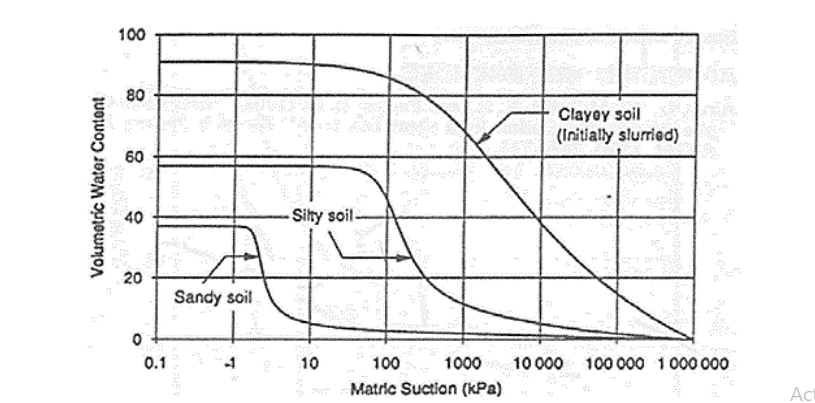 100
80
60
40
20
0
Volumetric Water Content
Clayey soil
(Initially slurried)
Silty soil
Sandy soil
0.1 -1 10 100 1000 10 000 100 000 1 000 000
Matric Suction (kPa)
Act